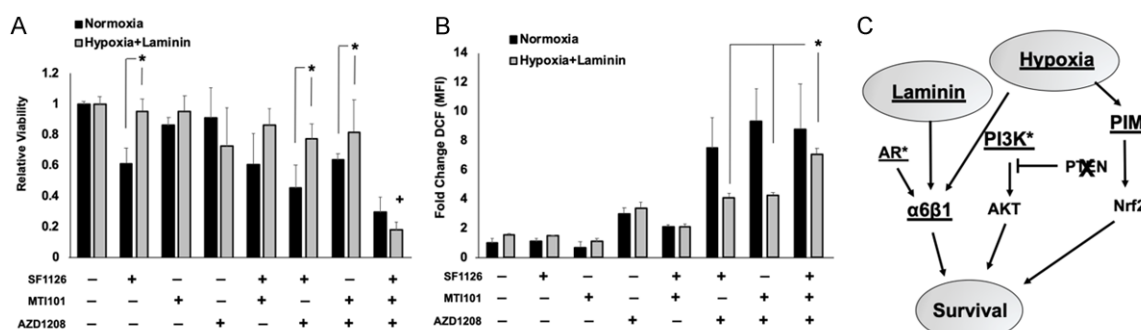 A
Normoxia
Hypoxia+Laminin
Relative Viability
1.2
1
0.8
0.6
0.4
0.2
0
*
*
*
+
SF1126 – + – – + + – +
MTI101 – – + – + – + +
AZD1208 – – – + – + + +
B
Normoxia
Hypoxia+Laminin
Fold Change DCF (MFI)
14
12
10
8
6
4
2
0
*
SF1126 – + – – + + – +
MTI101 – – + – + – + +
AZD1208 – – – + – + + +
C
Hypoxia
Laminin
PIM
PI3K*
AR*
PTEN
α6β1
AKT
Nrf2
Survival